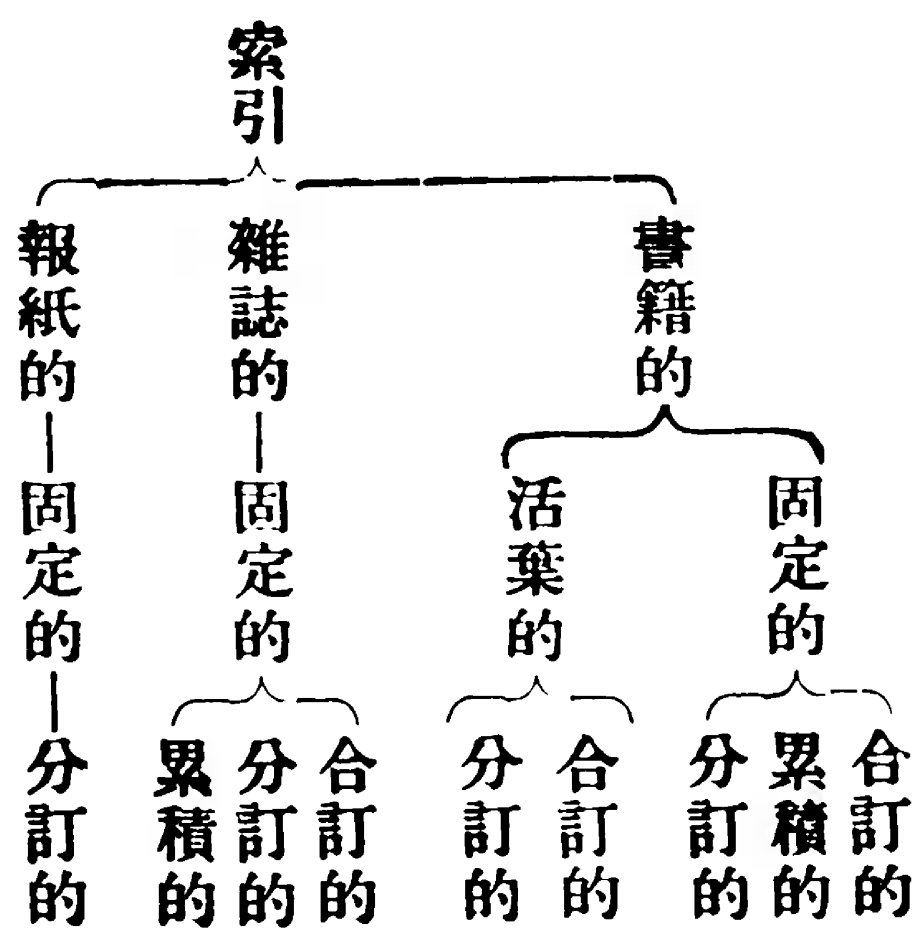 索引
書籍的
雜誌的
報紙的
固定的
活葉的
固定的
固定的
合訂的
累積的
分訂的
合訂的
分訂的
合訂的
分訂的
累積的
分訂的